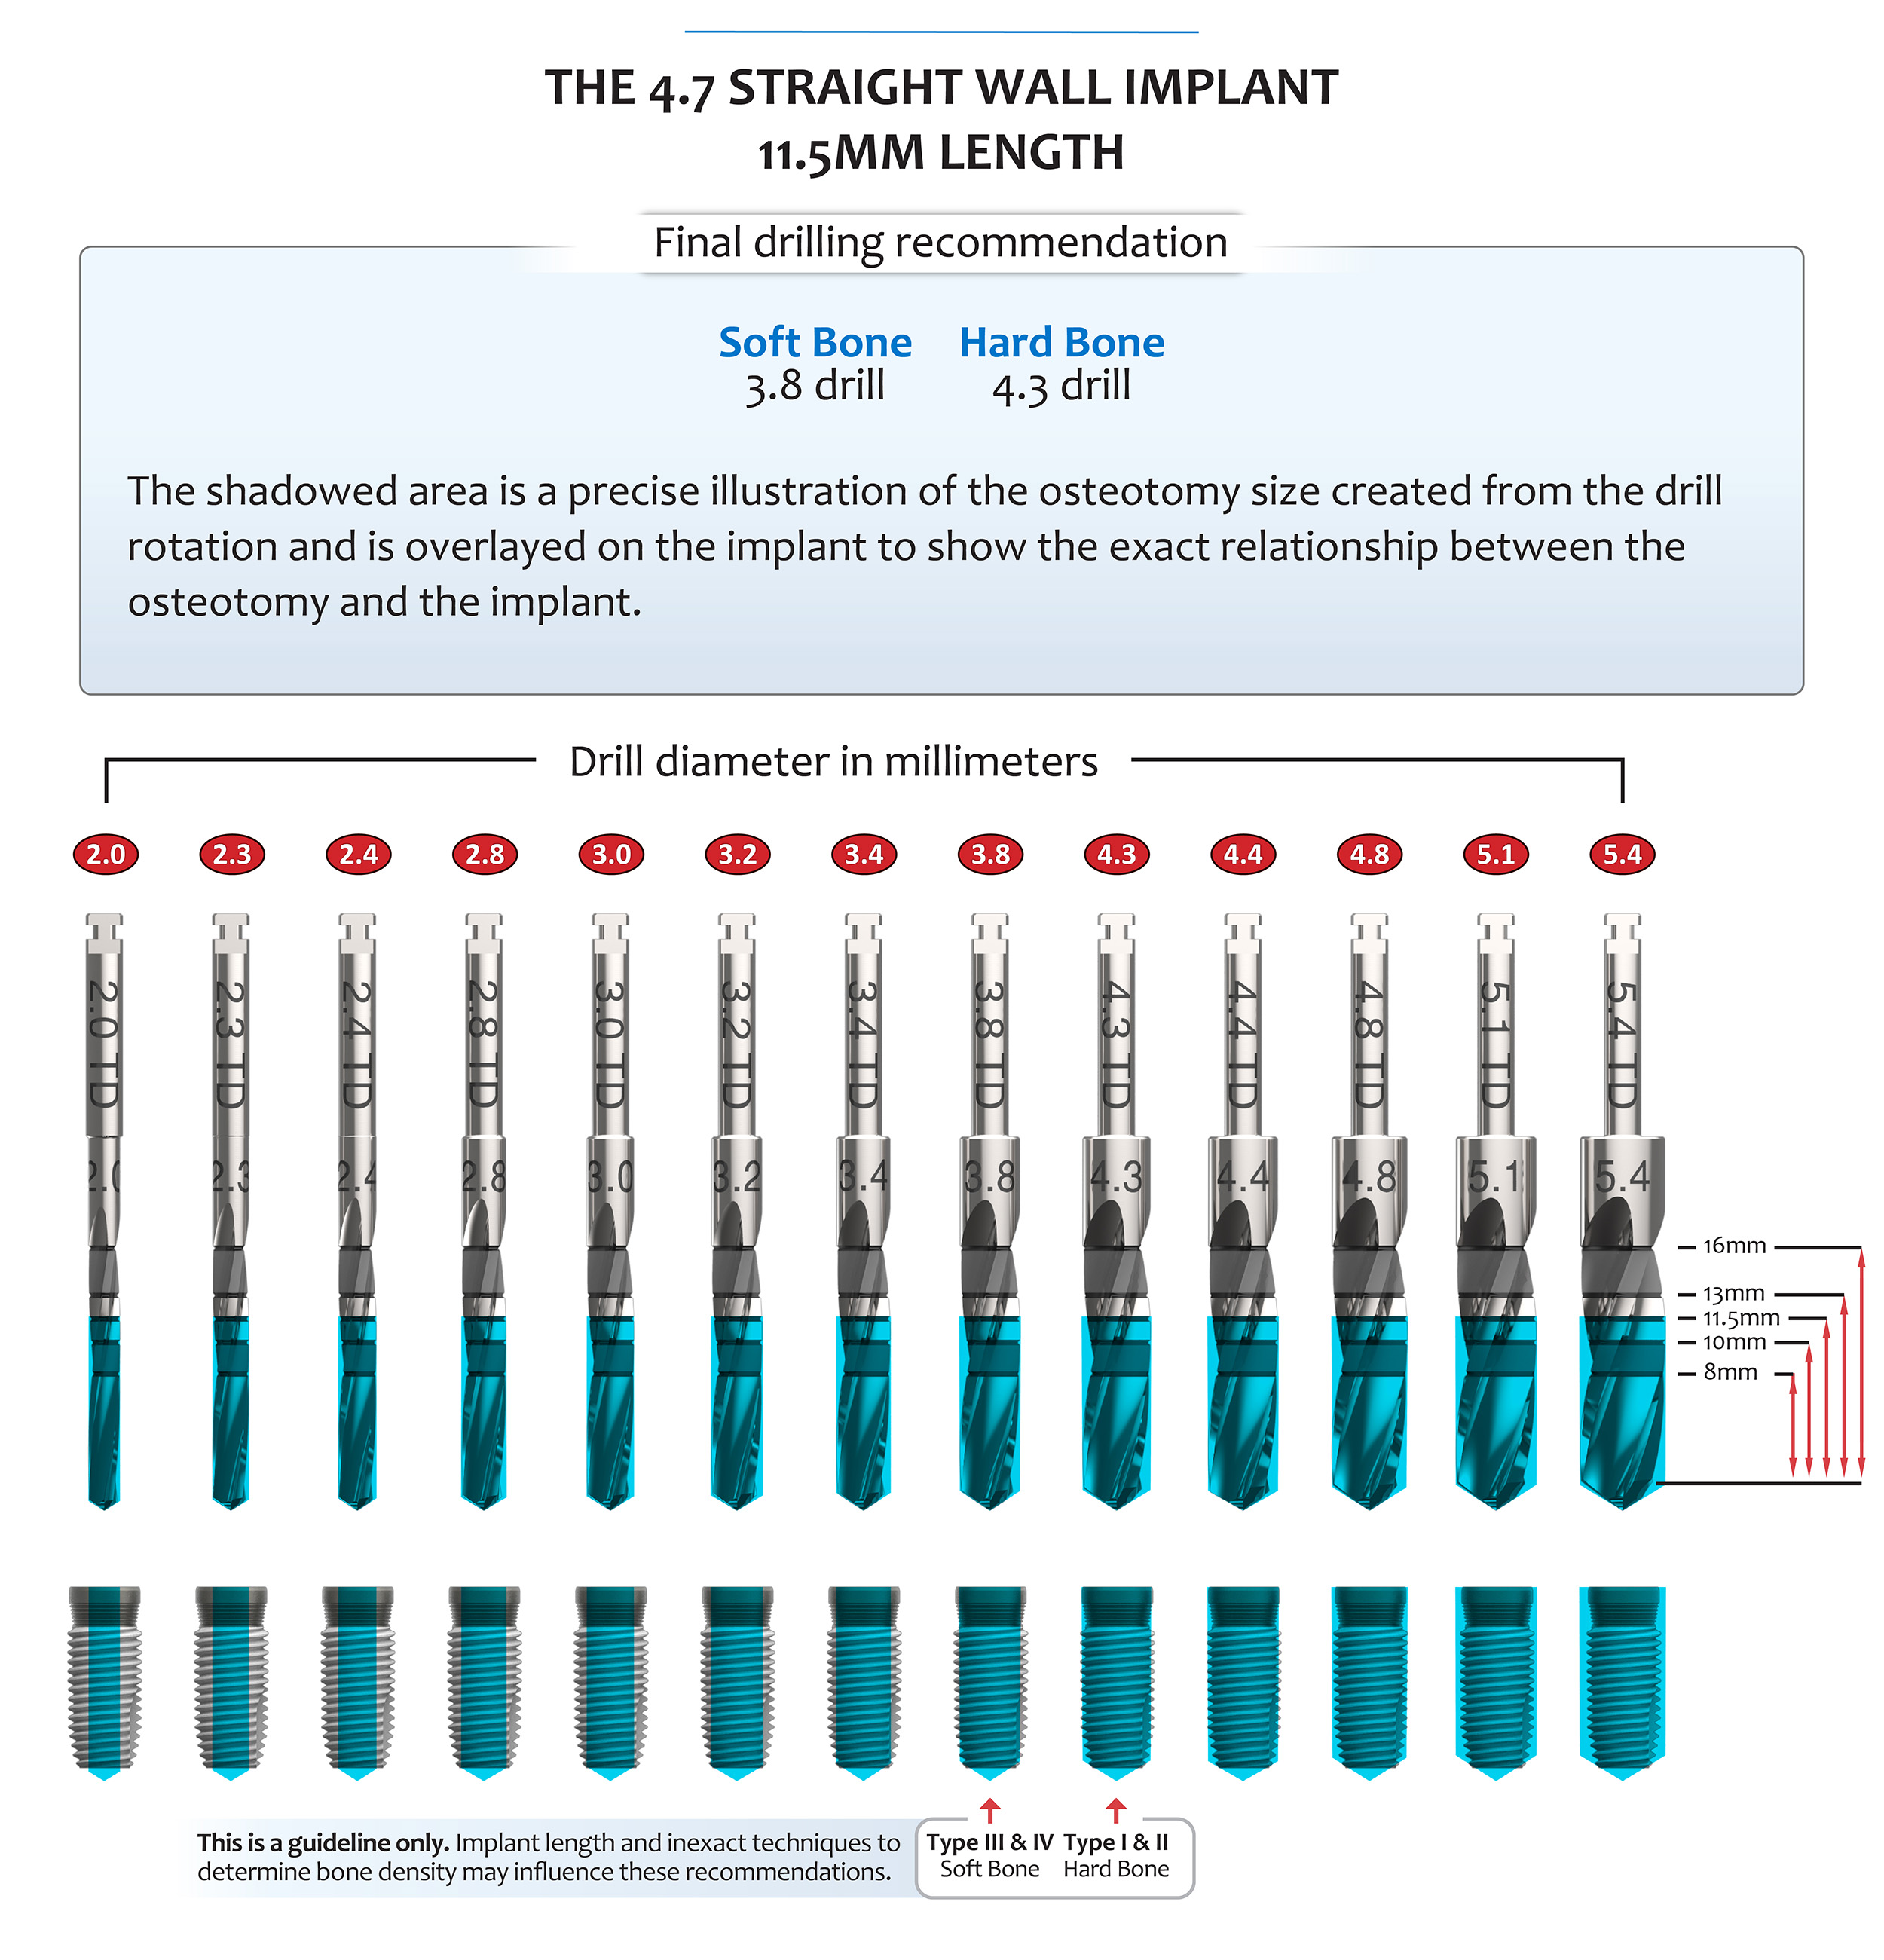 THE 4.7 STRAIGHT WALL IMPLANT
11.5MM LENGTH
Final drilling recommendation
Soft Bone Hard Bone
3.8 drill 4.3 drill
The shadowed area is a precise illustration of the osteotomy size created from the drill
rotation and is overlayed on the implant to show the exact relationship between the
osteotomy and the implant.
Drill diameter in millimeters
2.0 2.3 2.4 2.8 3.0 3.2 3.4 3.8 4.3 4.4 4.8 5.1 5.4
2.0 TD 2.3 TD 2.4 TD 2.8 TD 3.0 TD 3.2 TD 3.4 TD 3.8 TD 4.3 TD 4.4 TD 4.8 TD 5.1 TD 5.4 TD
2.0 2.3 2.4 2.8 3.0 3.2 3.4 3.8 4.3 4.4 4.8 5.1 5.4
16mm
13mm
11.5mm
10mm
8mm
This is a guideline only. Implant length and inexact techniques to
determine bone density may influence these recommendations.
Type III & IV Type I & II
Soft Bone Hard Bone